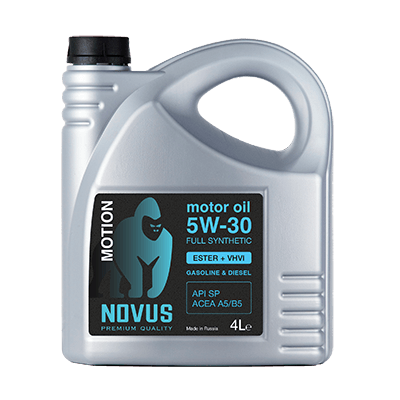 MOTION
motor oil
5W-30
FULL SYNTHETIC
ESTER + VHVI
GASOLINE & DIESEL
API SP
ACEA A5/B5
NOVUS
PREMIUM QUALITY
Made in Russia
4L℮